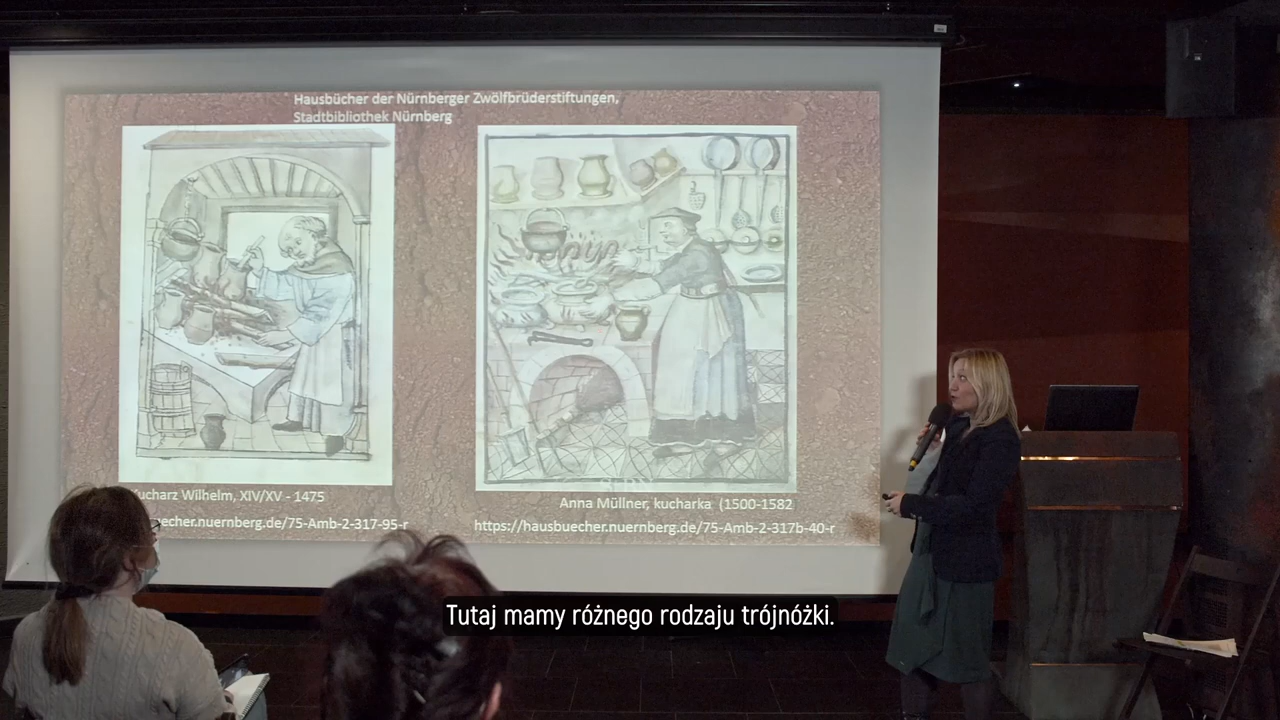 Hausbücher der Nürnberger Zwölfbrüderstiftungen,
Stadtbibliothek Nürnberg
Wilhelm, XIV/XV - 1475
Anna Müllner, kucharka (1500-1582
https://hausbuecher.nuernberg.de/75-Amb-2-317b-40-r
Tutaj mamy różnego rodzaju trójnóżki.